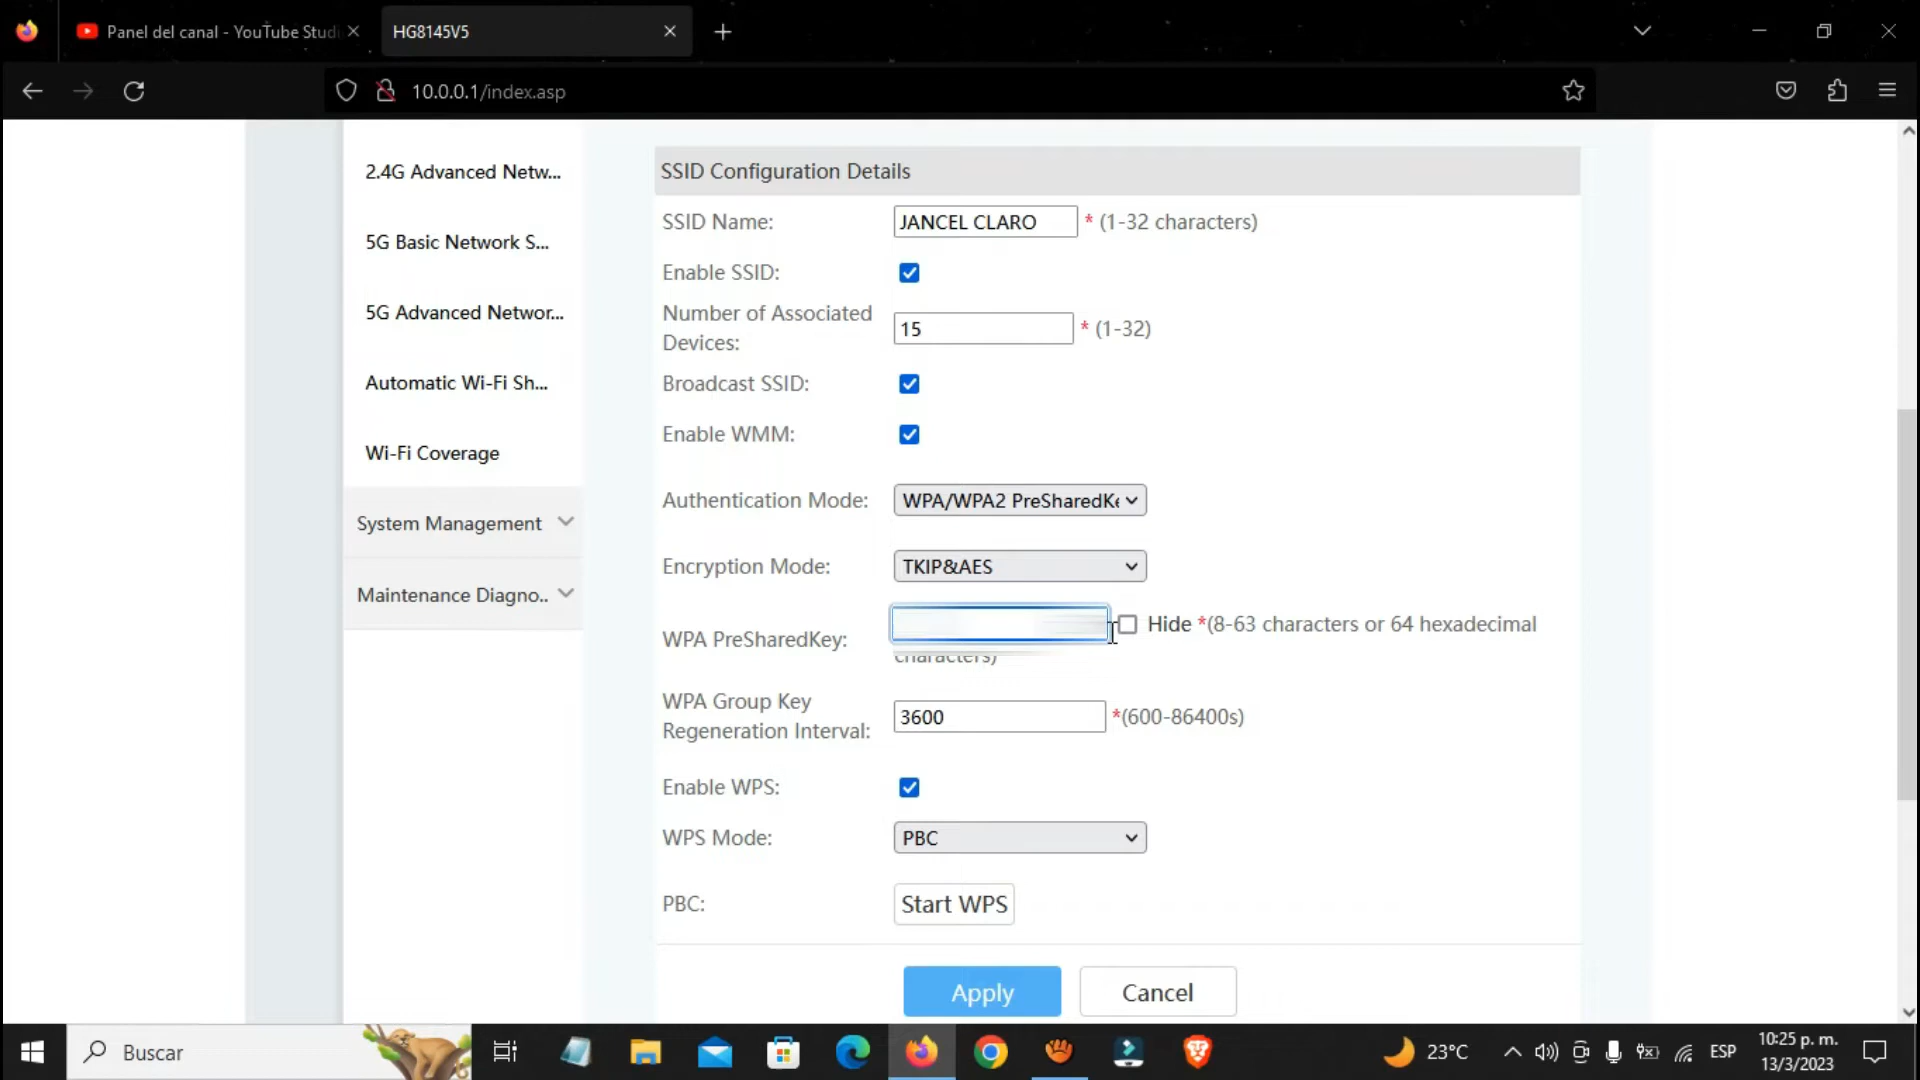 Panel del canal - YouTube Studi
HG8145V5
10.0.0.1/index.asp
2.4G Advanced Netw...
5G Basic Network S...
5G Advanced Networ...
Automatic Wi-Fi Sh...
Wi-Fi Coverage
System Management
Maintenance Diagno..
SSID Configuration Details
SSID Name: JANCEL CLARO * (1-32 characters)
Enable SSID:
Number of Associated
Devices: 15 * (1-32)
Broadcast SSID:
Enable WMM:
Authentication Mode: WPA/WPA2 PreSharedKe
Encryption Mode: TKIP&AES
WPA PreSharedKey: Hide *(8-63 characters or 64 hexadecimal
characters)
WPA Group Key
Regeneration Interval: 3600 *(600-86400s)
Enable WPS:
WPS Mode: PBC
PBC: Start WPS
Apply Cancel
Buscar
23°C
ESP
10:25 p. m.
13/3/2023